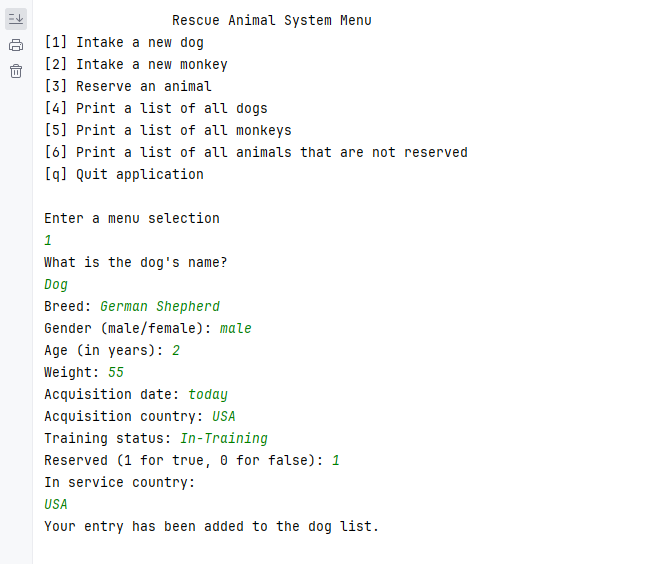 Rescue Animal System Menu
[1] Intake a new dog
[2] Intake a new monkey
[3] Reserve an animal
[4] Print a list of all dogs
[5] Print a list of all monkeys
[6] Print a list of all animals that are not reserved
[q] Quit application
Enter a menu selection
1
What is the dog's name?
Dog
Breed: German Shepherd
Gender (male/female): male
Age (in years): 2
Weight: 55
Acquisition date: today
Acquisition country: USA
Training status: In-Training
Reserved (1 for true, 0 for false): 1
In service country:
USA
Your entry has been added to the dog list.